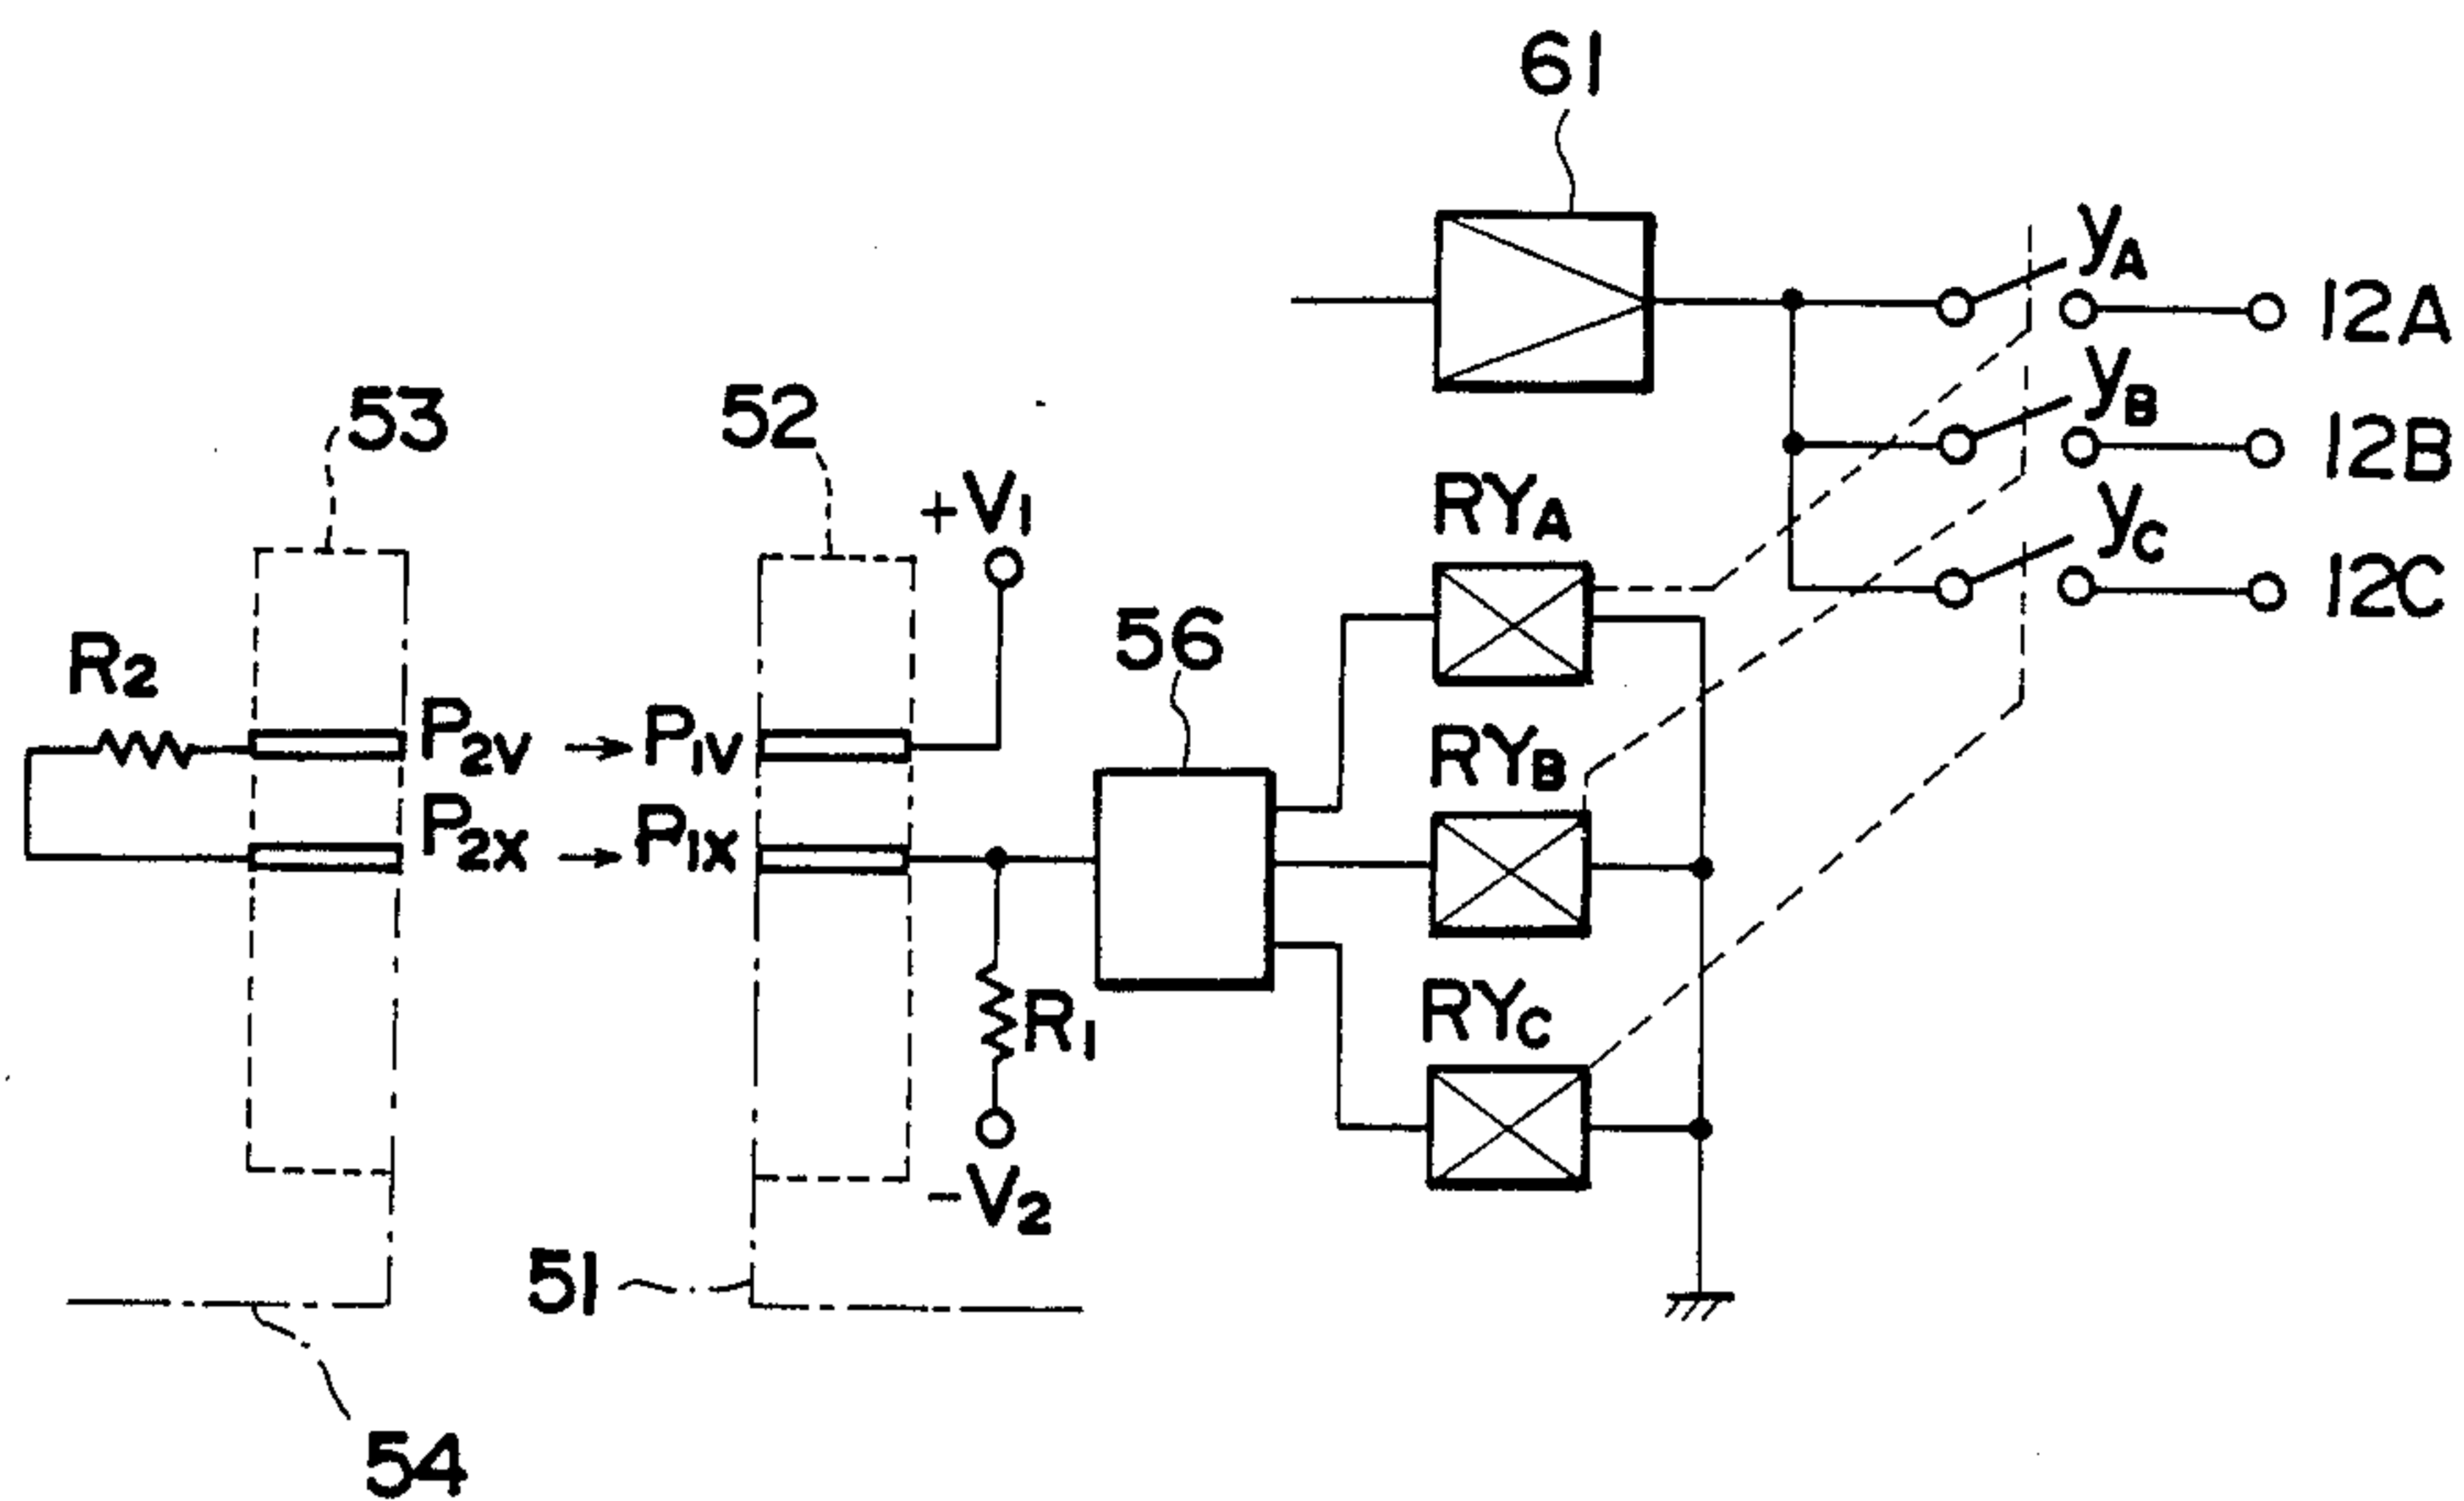 61
yA
12A
53
52
yB
12B
+V1
RYA
yC
12C
R2
56
P2V → P1V
RYB
P2X → P1X
R1
RYC
-V2
51
54